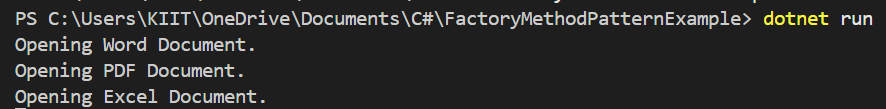 PS C:\Users\KIIT\OneDrive\Documents\C#\FactoryMethodPatternExample> dotnet run
Opening Word Document.
Opening PDF Document.
Opening Excel Document.